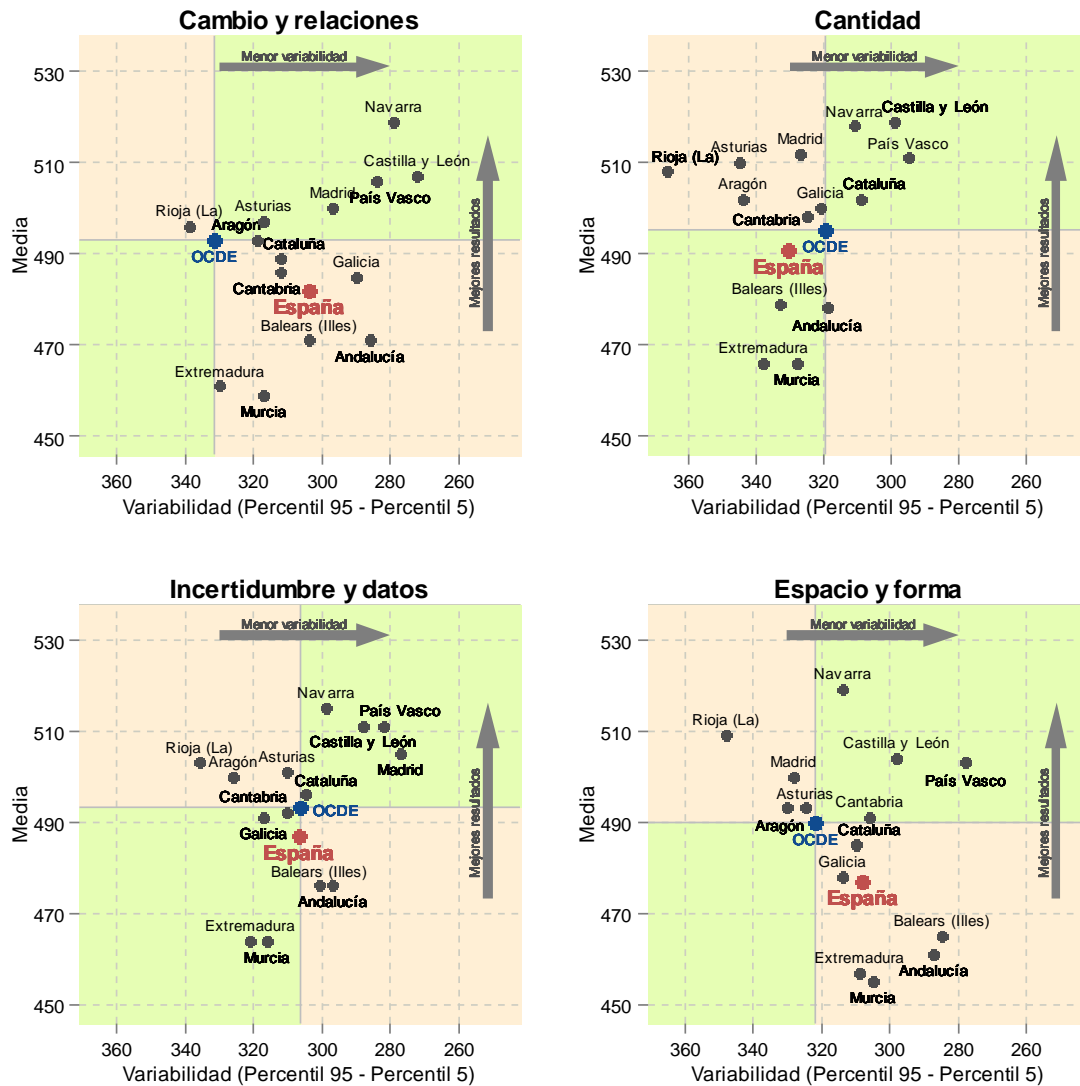 Cambio y relaciones
Menor variabilidad
530
510
490
470
450
Media
Navarra
Castilla y León
País Vasco
Madrid
Asturias
Rioja (La)
Aragón
OCDE
Cataluña
Galicia
Cantabria
España
Balears (Illes)
Andalucía
Extremadura
Murcia
Mejores resultados
360 340 320 300 280 260
Variabilidad (Percentil 95 - Percentil 5)
Cantidad
Menor variabilidad
530
510
490
470
450
Media
Castilla y León
Navarra
Madrid
Asturias
País Vasco
Rioja (La)
Aragón
Cataluña
Galicia
Cantabria
OCDE
España
Balears (Illes)
Andalucía
Extremadura
Murcia
Mejores resultados
360 340 320 300 280 260
Variabilidad (Percentil 95 - Percentil 5)
Incertidumbre y datos
Menor variabilidad
530
510
490
470
450
Media
Navarra
País Vasco
Castilla y León
Rioja (La)
Aragón
Asturias
Madrid
Cataluña
Cantabria
OCDE
Galicia
España
Balears (Illes)
Andalucía
Extremadura
Murcia
Mejores resultados
360 340 320 300 280 260
Variabilidad (Percentil 95 - Percentil 5)
Espacio y forma
Menor variabilidad
530
510
490
470
450
Media
Navarra
Rioja (La)
Castilla y León
Madrid
País Vasco
Asturias
Cantabria
Aragón
Cataluña
OCDE
Galicia
España
Balears (Illes)
Andalucía
Extremadura
Murcia
Mejores resultados
360 340 320 300 280 260
Variabilidad (Percentil 95 - Percentil 5)